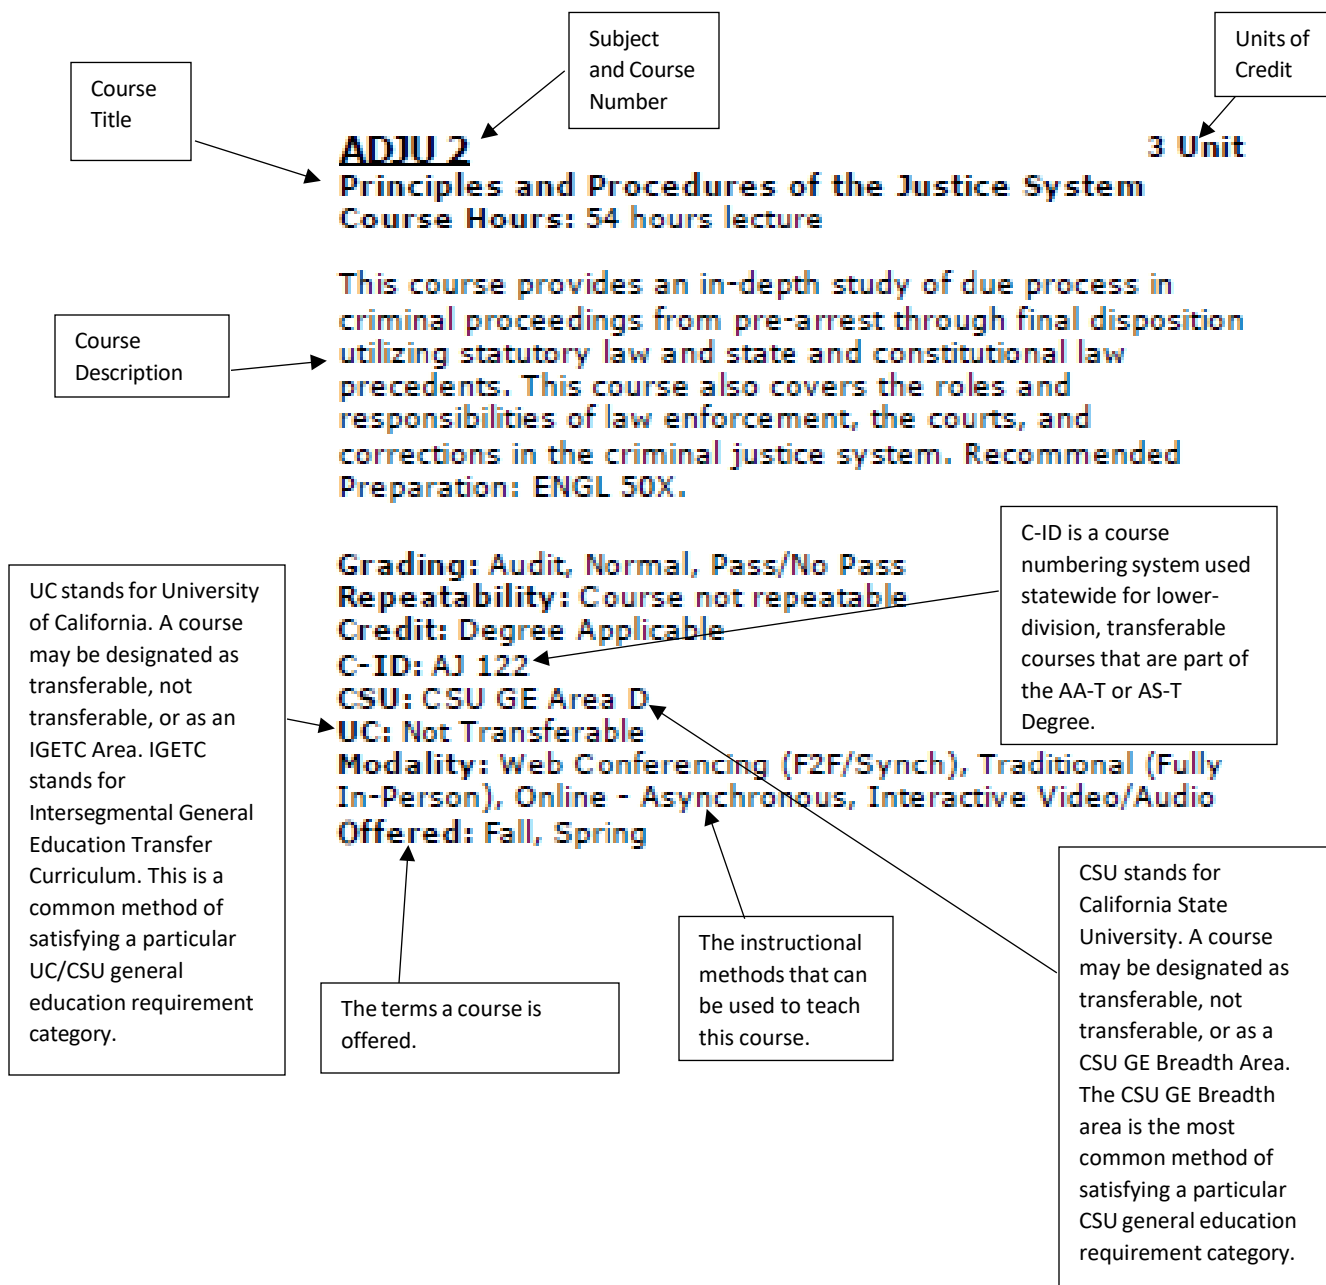 Subject
and Course
Number
Units of
Credit
Course
Title
ADJU 2
3 Unit
Principles and Procedures of the Justice System
Course Hours: 54 hours lecture
This course provides an in-depth study of due process in
criminal proceedings from pre-arrest through final disposition
utilizing statutory law and state and constitutional law
precedents. This course also covers the roles and
responsibilities of law enforcement, the courts, and
corrections in the criminal justice system. Recommended
Preparation: ENGL 50X.
Course
Description
Grading: Audit, Normal, Pass/No Pass
Repeatability: Course not repeatable
Credit: Degree Applicable
C-ID: AJ 122
CSU: CSU GE Area D
UC: Not Transferable
Modality: Web Conferencing (F2F/Synch), Traditional (Fully
In-Person), Online - Asynchronous, Interactive Video/Audio
Offered: Fall, Spring
C-ID is a course
numbering system used
statewide for lower-
division, transferable
courses that are part of
the AA-T or AS-T
Degree.
UC stands for University
of California. A course
may be designated as
transferable, not
transferable, or as an
IGETC Area. IGETC
stands for
Intersegmental General
Education Transfer
Curriculum. This is a
common method of
satisfying a particular
UC/CSU general
education requirement
category.
The terms a course is
offered.
The instructional
methods that can
be used to teach
this course.
CSU stands for
California State
University. A course
may be designated as
transferable, not
transferable, or as a
CSU GE Breadth Area.
The CSU GE Breadth
area is the most
common method of
satisfying a particular
CSU general education
requirement category.